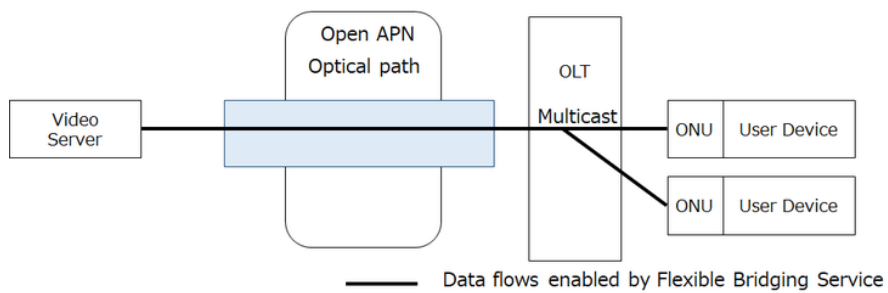 Open APN
Optical path
OLT
Video
Server
Multicast
ONU
User Device
ONU
User Device
Data flows enabled by Flexible Bridging Service